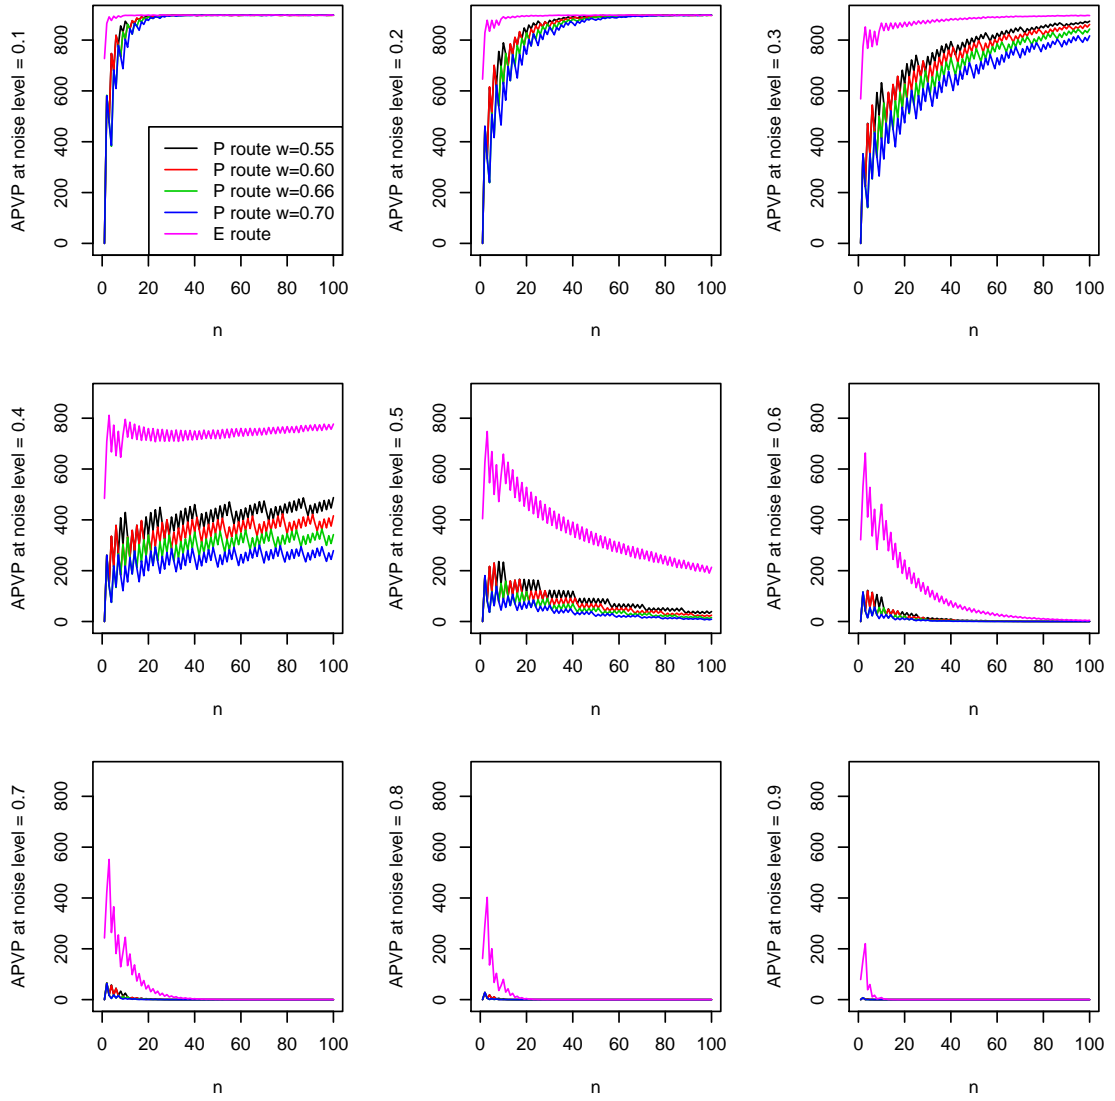 APVP at noise level = 0.1
0 200 400 600 800
0 20 40 60 80 100
n
P route w=0.55
P route w=0.60
P route w=0.66
P route w=0.70
E route
APVP at noise level = 0.2
0 200 400 600 800
0 20 40 60 80 100
n
APVP at noise level = 0.3
0 200 400 600 800
0 20 40 60 80 100
n
APVP at noise level = 0.4
0 200 400 600 800
0 20 40 60 80 100
n
APVP at noise level = 0.5
0 200 400 600 800
0 20 40 60 80 100
n
APVP at noise level = 0.6
0 200 400 600 800
0 20 40 60 80 100
n
APVP at noise level = 0.7
0 200 400 600 800
0 20 40 60 80 100
n
APVP at noise level = 0.8
0 200 400 600 800
0 20 40 60 80 100
n
APVP at noise level = 0.9
0 200 400 600 800
0 20 40 60 80 100
n